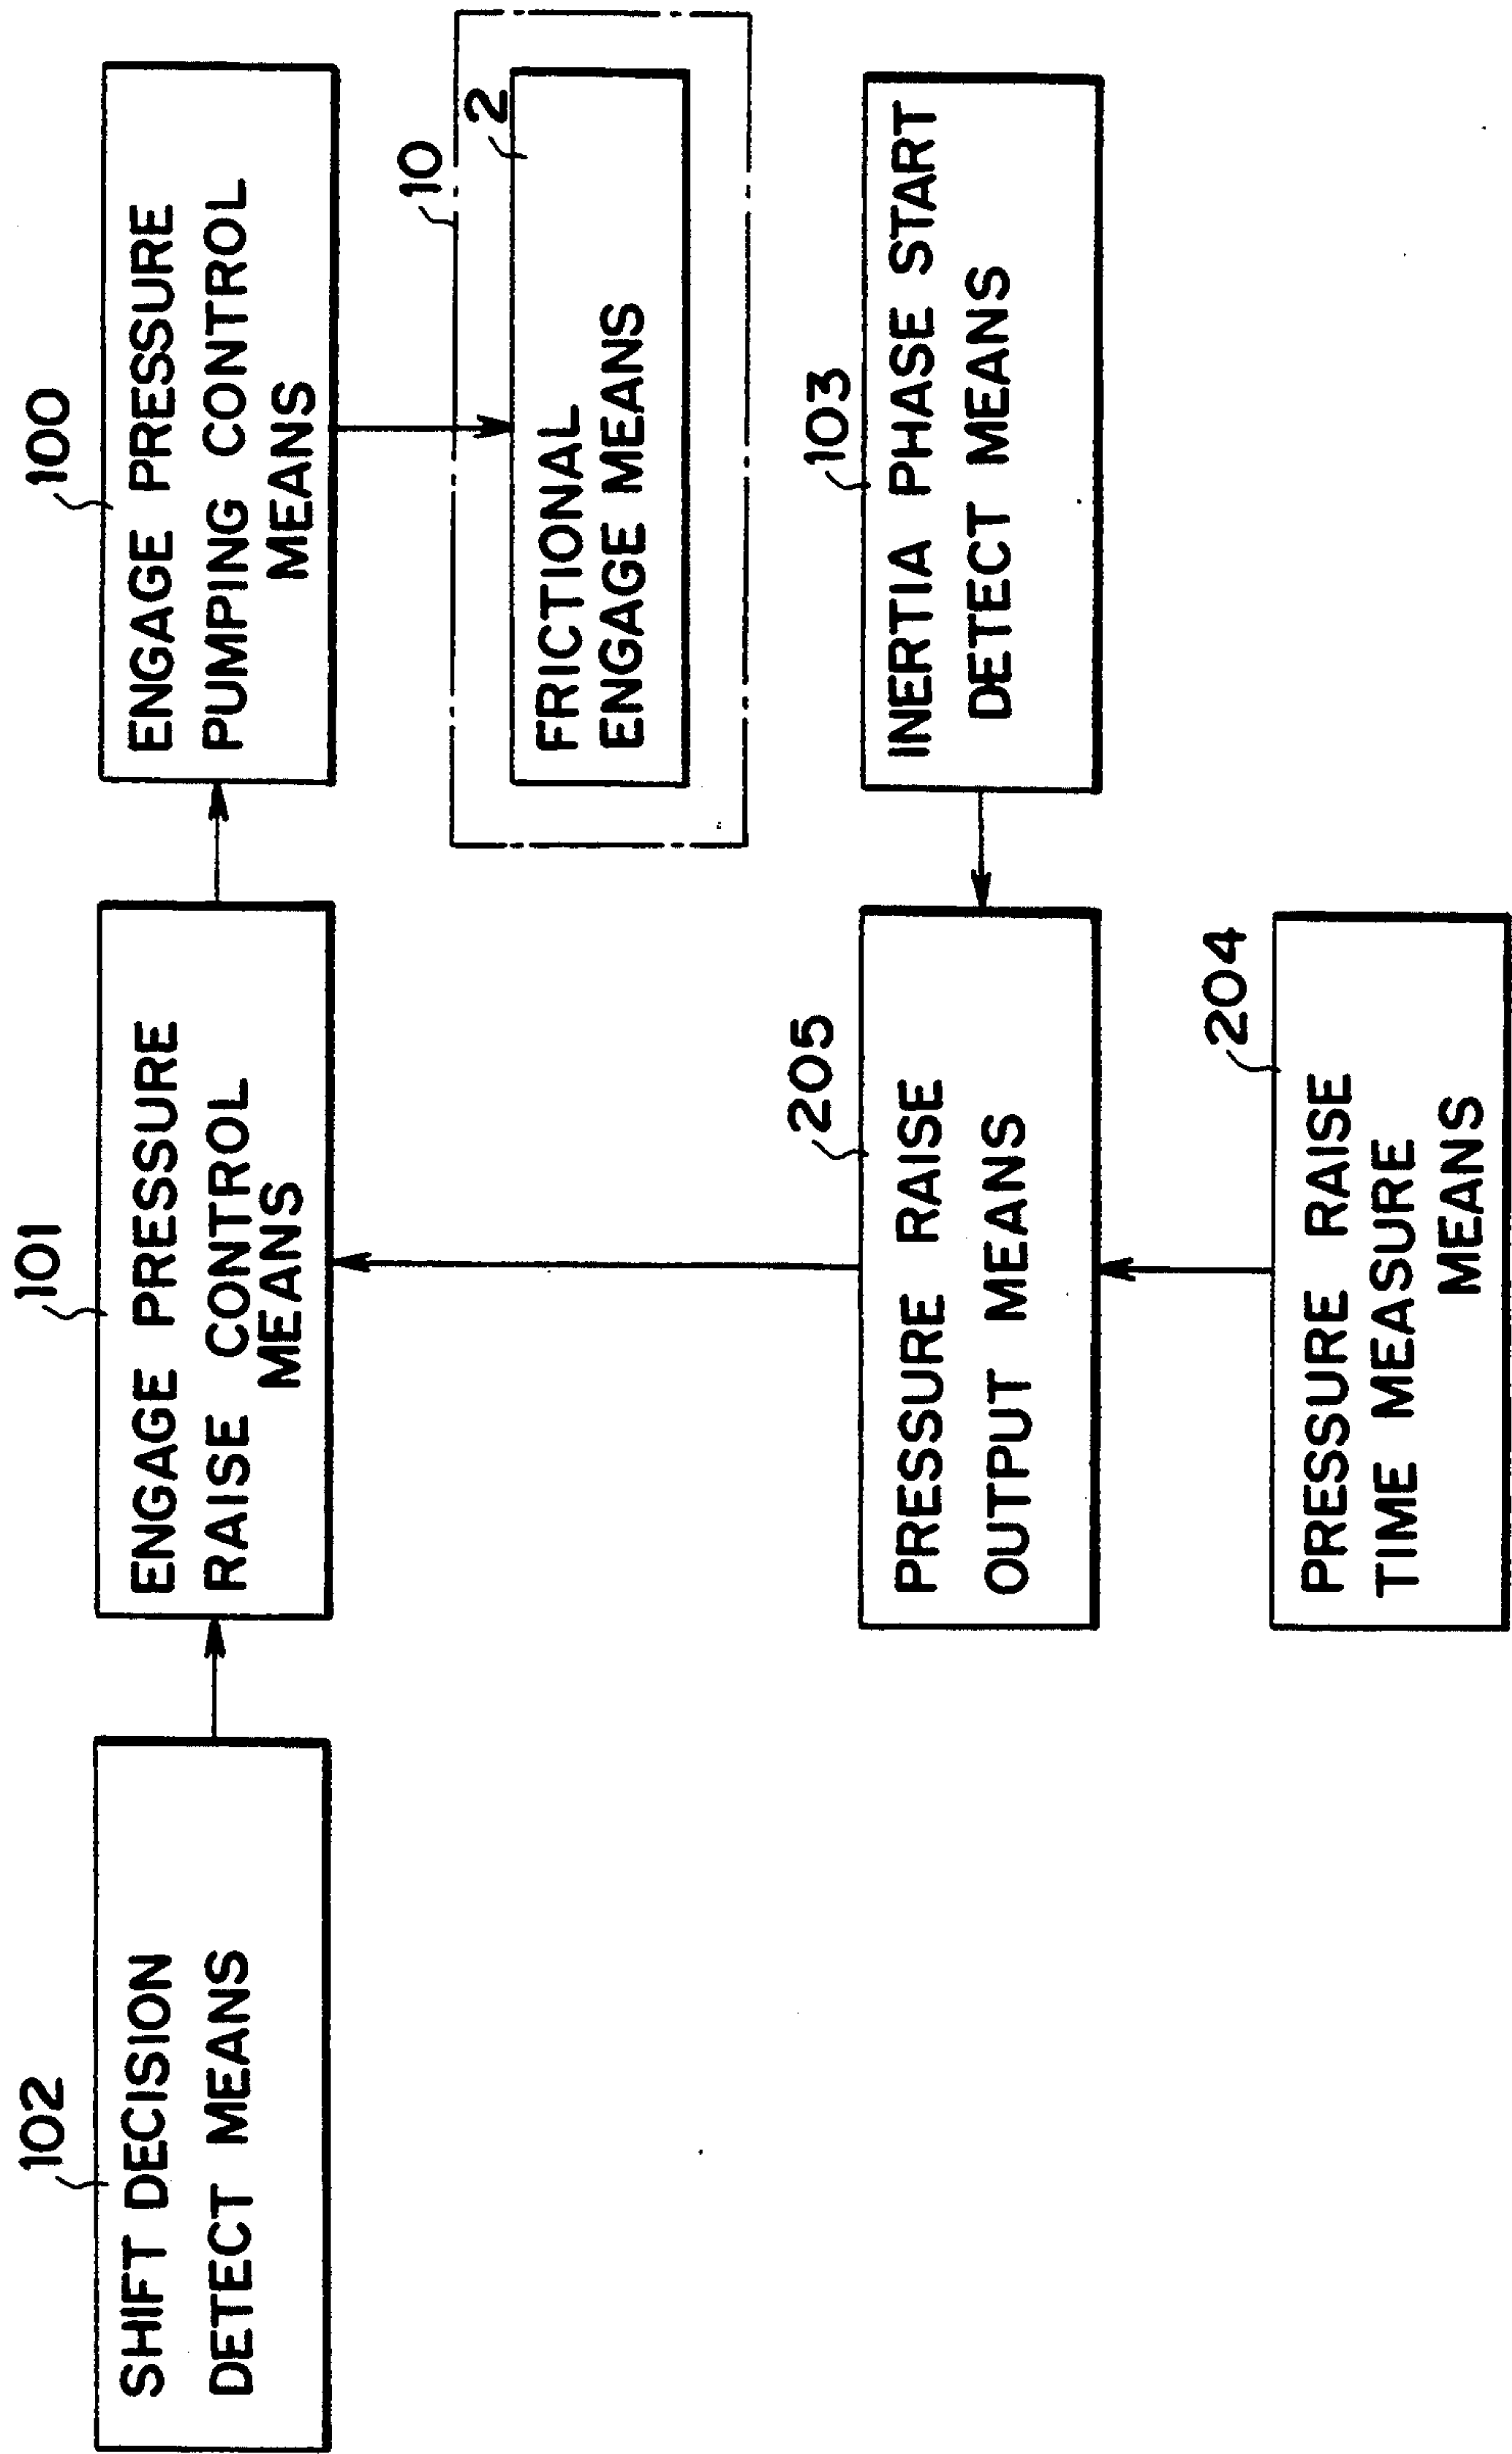 102
SHIFT DECISION
DETECT MEANS
101
ENGAGE PRESSURE
RAISE CONTROL
MEANS
100
ENGAGE PRESSURE
PUMPING CONTROL
MEANS
10
2
FRICTIONAL
ENGAGE MEANS
205
PRESSURE RAISE
OUTPUT MEANS
103
INERTIA PHASE START
DETECT MEANS
204
PRESSURE RAISE
TIME MEASURE
MEANS